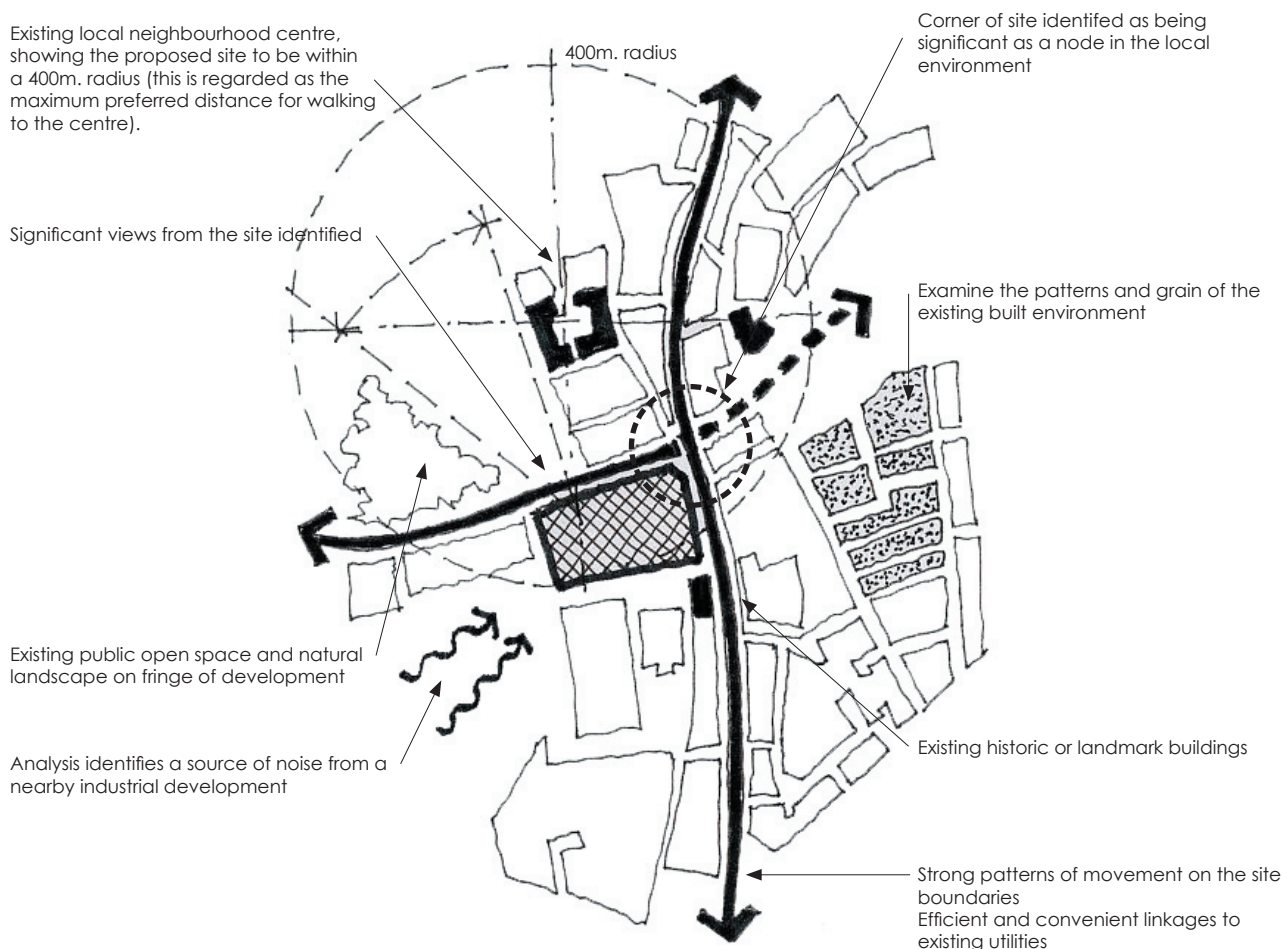 Existing local neighbourhood centre,
showing the proposed site to be within
a 400m. radius (this is regarded as the
maximum preferred distance for walking
to the centre).
400m. radius
Corner of site identifed as being
significant as a node in the local
environment
Significant views from the site identified
Examine the patterns and grain of the
existing built environment
Existing public open space and natural
landscape on fringe of development
Analysis identifies a source of noise from a
nearby industrial development
Existing historic or landmark buildings
Strong patterns of movement on the site
boundaries
Efficient and convenient linkages to
existing utilities